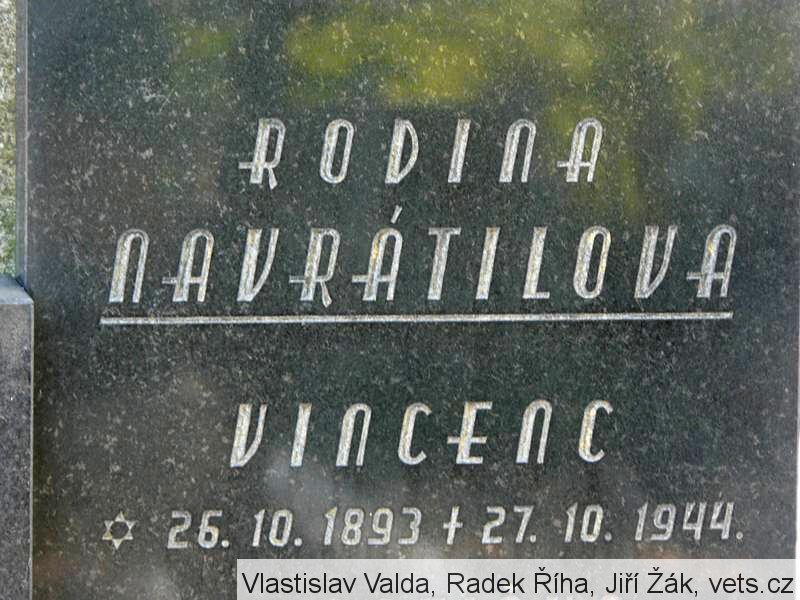 RODINA
NAVRÁTILOVA
VINCENC
✡ 26. 10. 1893 ✝ 27. 10. 1944.
Vlastislav Valda, Radek Říha, Jiří Žák, vets.cz